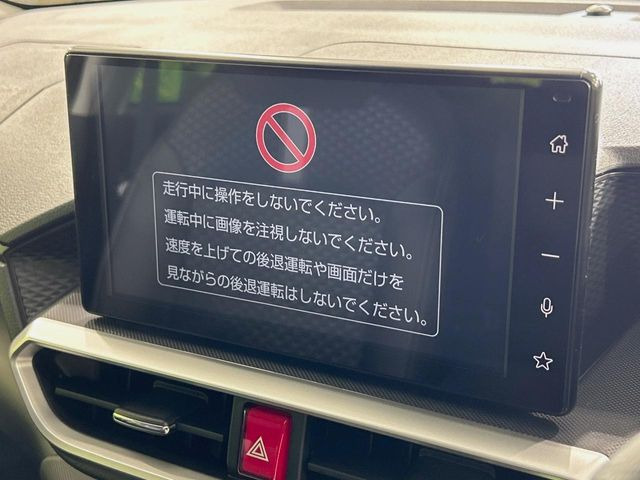 走行中に操作をしないでください。
運転中に画像を注視しないでください。
速度を上げての後退運転や画面だけを
見ながらの後退運転はしないでください。